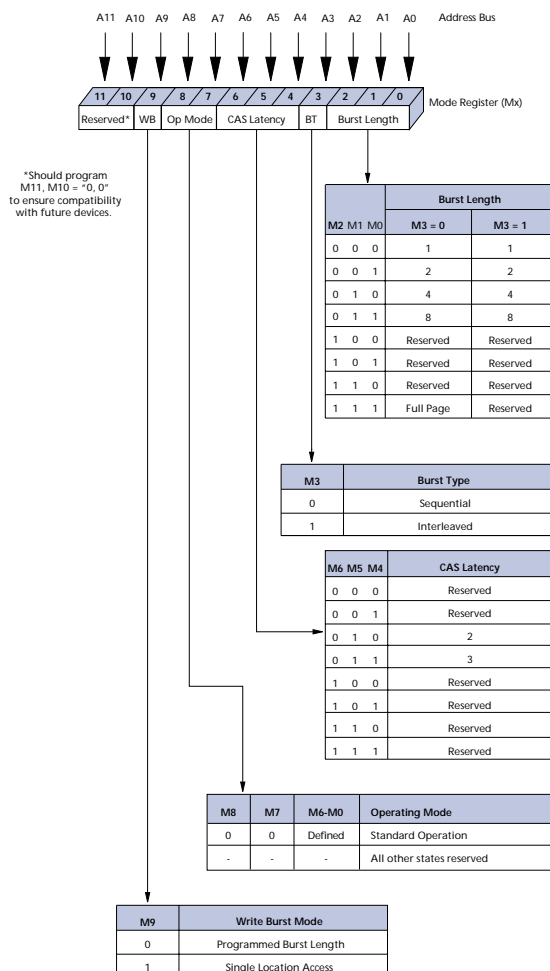 A11 A10 A9 A8 A7 A6 A5 A4 A3 A2 A1 A0 Address Bus
11 10 9 8 7 6 5 4 3 2 1 0 Mode Register (Mx)
Reserved* WB Op Mode CAS Latency BT Burst Length
*Should program
M11, M10 = "0, 0"
to ensure compatibility
with future devices.
Burst Length
M2 M1 M0 M3 = 0 M3 = 1
0 0 0 1 1
0 0 1 2 2
0 1 0 4 4
0 1 1 8 8
1 0 0 Reserved Reserved
1 0 1 Reserved Reserved
1 1 0 Reserved Reserved
1 1 1 Full Page Reserved
M3 Burst Type
0 Sequential
1 Interleaved
M6 M5 M4 CAS Latency
0 0 0 Reserved
0 0 1 Reserved
0 1 0 2
0 1 1 3
1 0 0 Reserved
1 0 1 Reserved
1 1 0 Reserved
1 1 1 Reserved
M8 M7 M6-M0 Operating Mode
0 0 Defined Standard Operation
- - - All other states reserved
M9 Write Burst Mode
0 Programmed Burst Length
1 Single Location Access